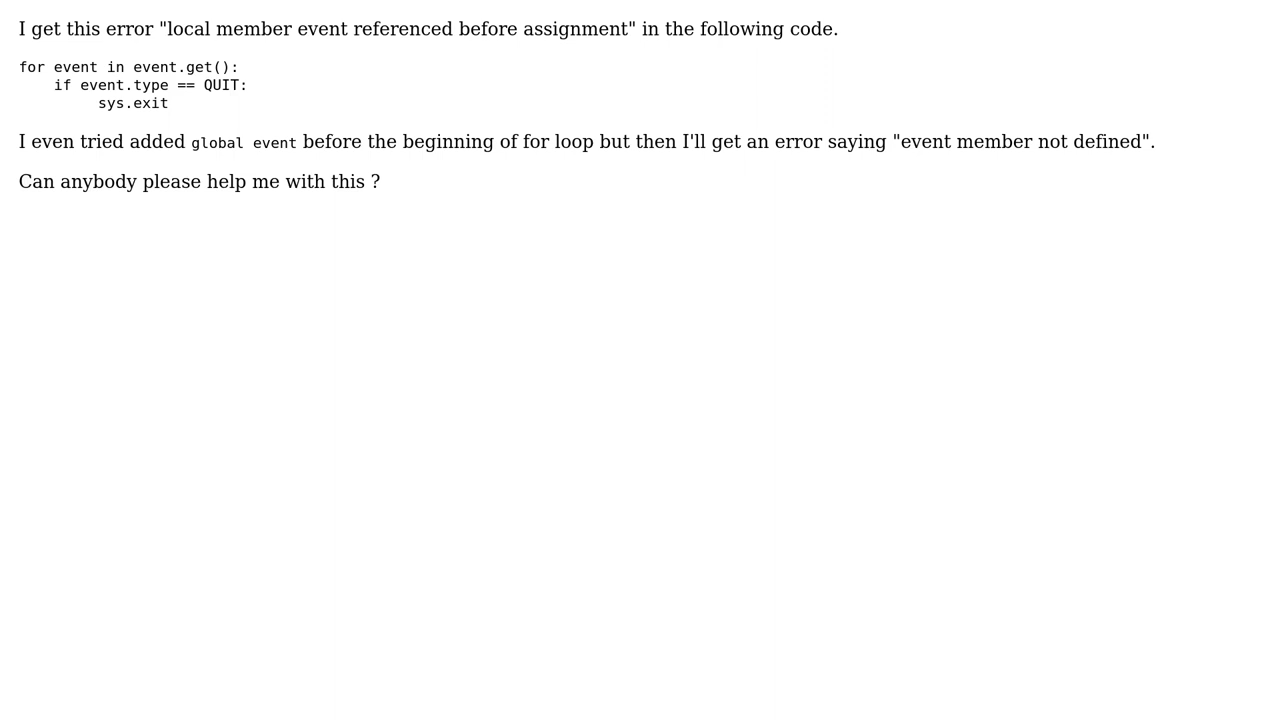 I get this error "local member event referenced before assignment" in the following code.
for event in event.get():
    if event.type == QUIT:
         sys.exit
I even tried added global event before the beginning of for loop but then I'll get an error saying "event member not defined".
Can anybody please help me with this ?